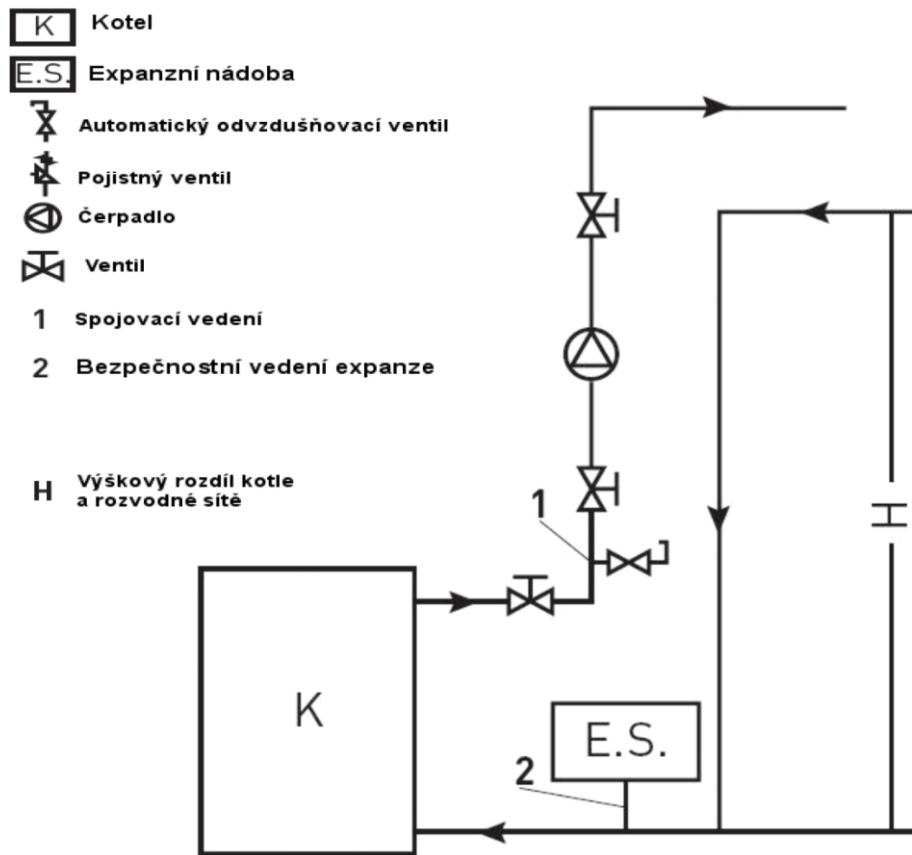 K Kotel
E.S. Expanzní nádoba
Automatický odvzdušňovací ventil
Pojistný ventil
Čerpadlo
Ventil
1 Spojovací vedení
2 Bezpečnostní vedení expanze
H Výškový rozdíl kotle
a rozvodné sítě
1
H
K
E.S.
2